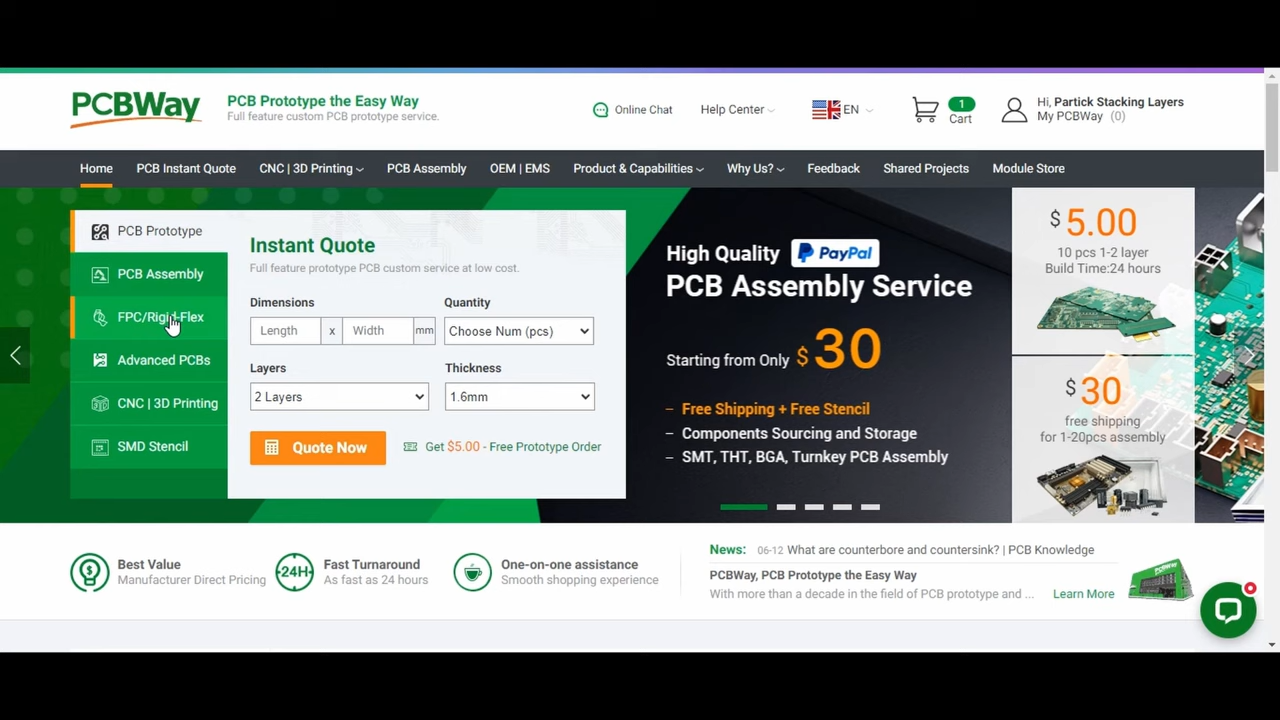 PCBWay
PCB Prototype the Easy Way
Full feature custom PCB prototype service.
Online Chat
Help Center
EN
1
Cart
Hi, Partick Stacking Layers
My PCBWay (0)
Home
PCB Instant Quote
CNC | 3D Printing
PCB Assembly
OEM | EMS
Product & Capabilities
Why Us?
Feedback
Shared Projects
Module Store
PCB Prototype
PCB Assembly
FPC/Rigid-Flex
Advanced PCBs
CNC | 3D Printing
SMD Stencil
Instant Quote
Full feature prototype PCB custom service at low cost.
Dimensions
Quantity
Length x Width mm
Choose Num (pcs)
Layers
Thickness
2 Layers
1.6mm
Quote Now
Get $5.00 - Free Prototype Order
High Quality PayPal
PCB Assembly Service
Starting from Only $30
– Free Shipping + Free Stencil
– Components Sourcing and Storage
– SMT, THT, BGA, Turnkey PCB Assembly
$5.00
10 pcs 1-2 layer
Build Time:24 hours
$30
free shipping
for 1-20pcs assembly
Best Value
Manufacturer Direct Pricing
24H
Fast Turnaround
As fast as 24 hours
One-on-one assistance
Smooth shopping experience
News: 06-12 What are counterbore and countersink? | PCB Knowledge
PCBWay, PCB Prototype the Easy Way
With more than a decade in the field of PCB prototype and ...
Learn More